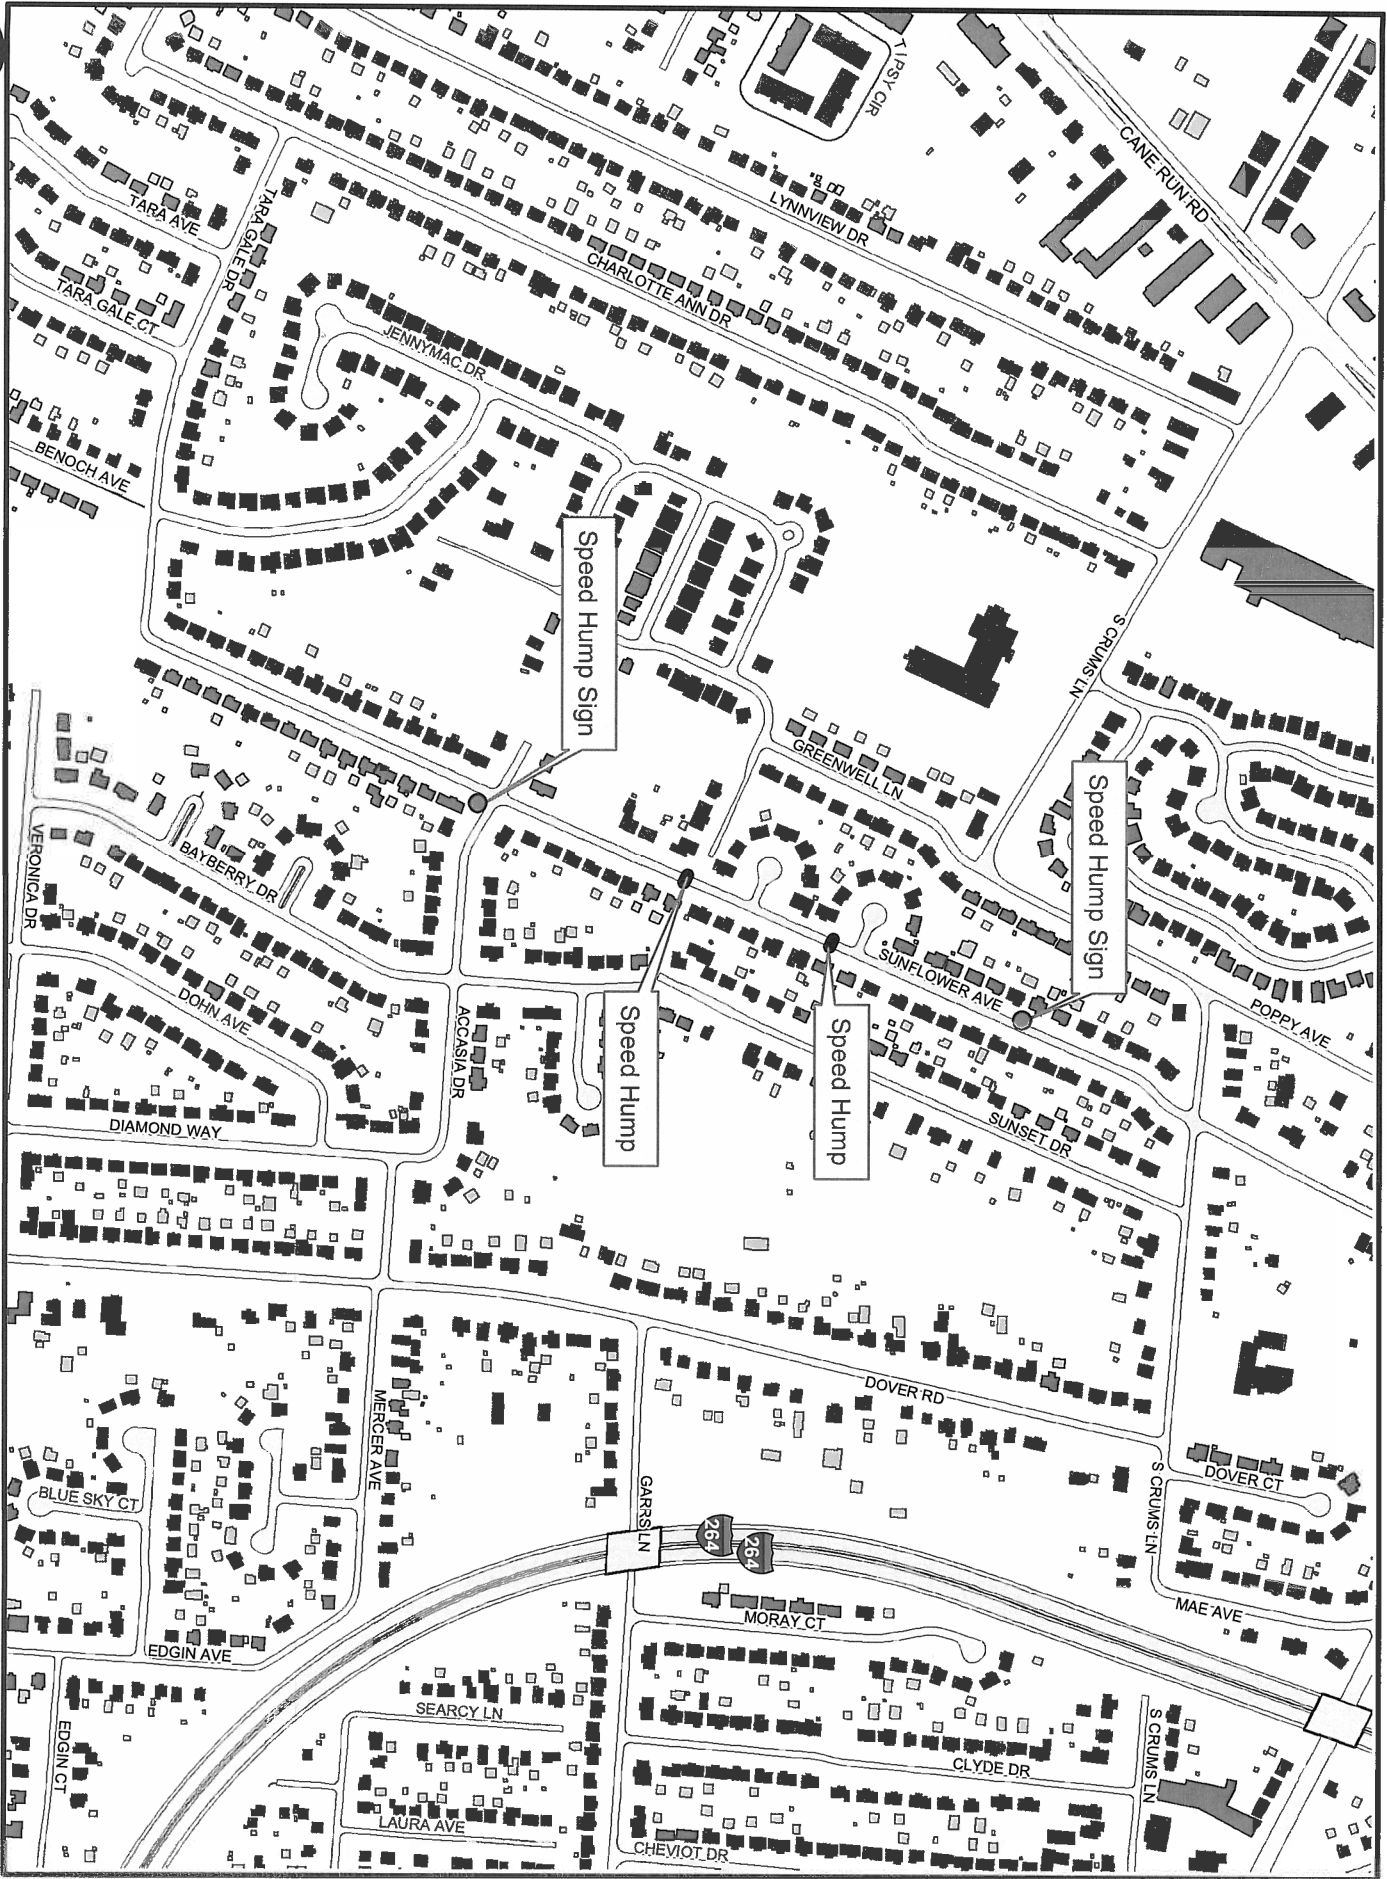 TIPSY CIR
CANE RUN RD
LYNNVIEW DR
CHARLOTTE ANN DR
TARA AVE
TARA GALE DR
TARA GALE CT
JENNYMAC DR
BENOCH AVE
S CRUMS LN
Speed Hump Sign
GREENWELL LN
Speed Hump Sign
VERONICA DR
BAYBERRY DR
SUNFLOWER AVE
POPPY AVE
DOHN AVE
ACCASIA DR
Speed Hump
Speed Hump
SUNSET DR
DIAMOND WAY
DOVER RD
MERCER AVE
BLUE SKY CT
GARRS LN
264
264
S CRUMS LN
DOVER CT
MAE AVE
MORAY CT
EDGIN AVE
SEARCY LN
EDGIN CT
S CRUMS LN
CLYDE DR
LAURA AVE
CHEVIOT DR